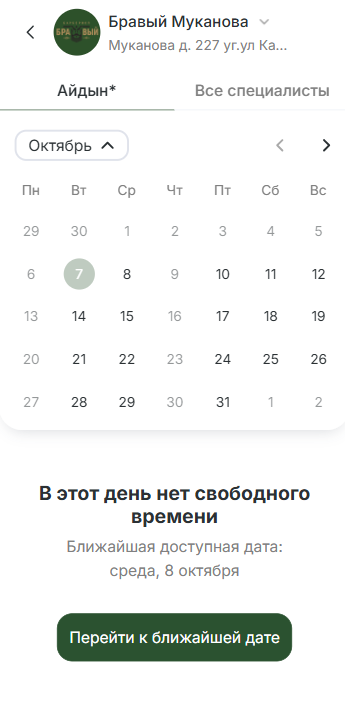 Бравый Муканова
БРА ВЫЙ
Муканова д. 227 уг.ул Ка...
Айдын* Все специалисты
Октябрь
Пн Вт Ср Чт Пт Сб Вс
29 30 1 2 3 4 5
6 7 8 9 10 11 12
13 14 15 16 17 18 19
20 21 22 23 24 25 26
27 28 29 30 31 1 2
В этот день нет свободного
времени
Ближайшая доступная дата:
среда, 8 октября
Перейти к ближайшей дате